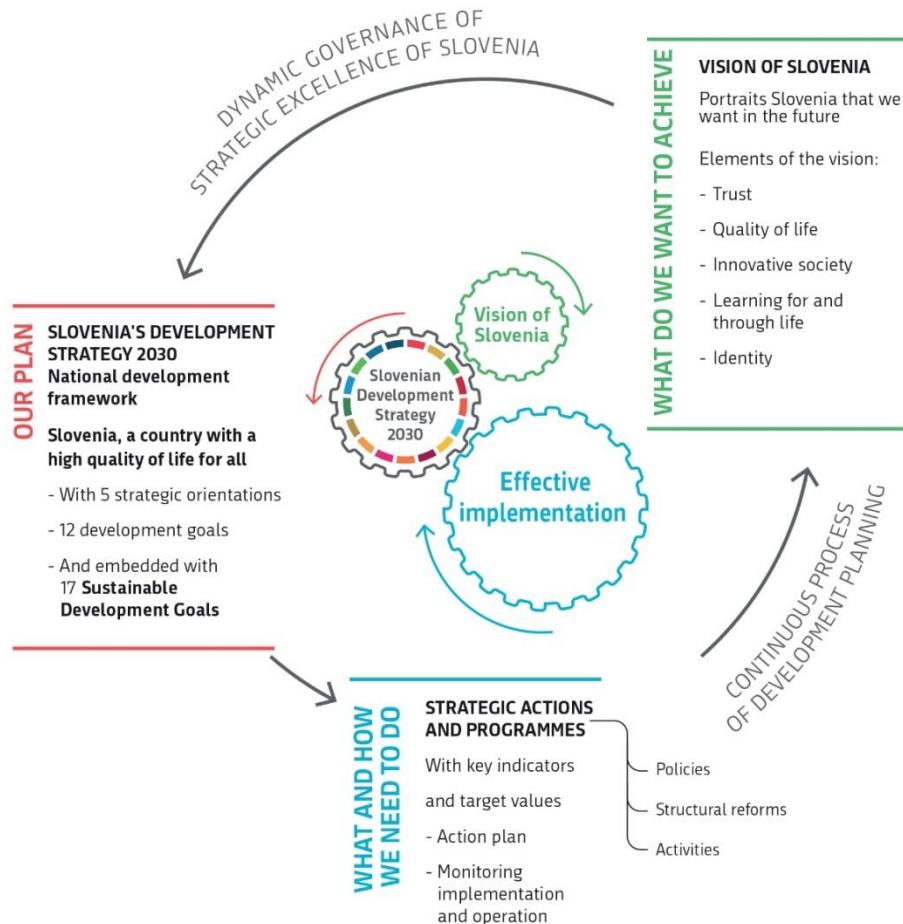 DYNAMIC GOVERNANCE OF
STRATEGIC EXCELLENCE OF SLOVENIA
WHAT DO WE WANT TO ACHIEVE
VISION OF SLOVENIA
Portraits Slovenia that we
want in the future
Elements of the vision:
- Trust
- Quality of life
- Innovative society
- Learning for and
through life
- Identity
OUR PLAN
SLOVENIA'S DEVELOPMENT
STRATEGY 2030
National development
framework
Slovenia, a country with a
high quality of life for all
- With 5 strategic orientations
- 12 development goals
- And embedded with
17 Sustainable
Development Goals
Vision of
Slovenia
Slovenian
Development
Strategy
2030
Effective
implementation
CONTINUOUS PROCESS
OF DEVELOPMENT PLANNING
WHAT AND HOW
WE NEED TO DO
STRATEGIC ACTIONS
AND PROGRAMMES
With key indicators
and target values
- Action plan
- Monitoring
implementation
and operation
Policies
Structural reforms
Activities